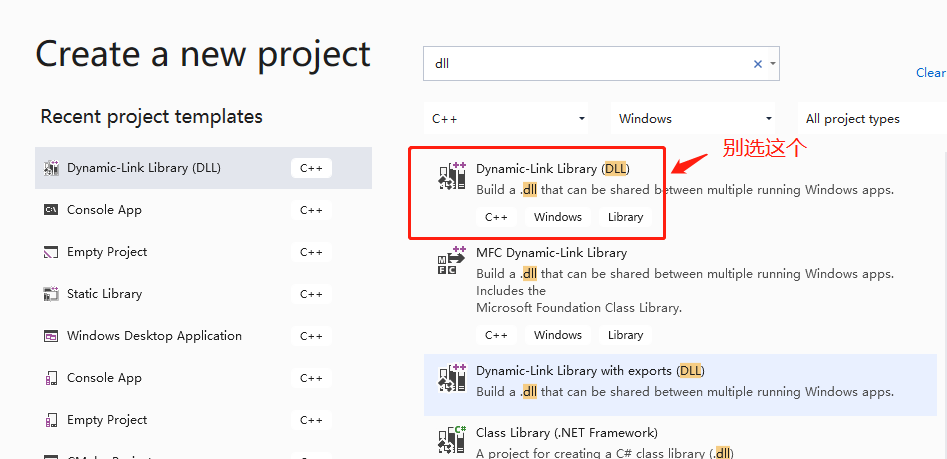 Create a new project
dll
Clear
Recent project templates
C++
Windows
All project types
别选这个
Dynamic-Link Library (DLL)
C++
Console App
C++
Empty Project
C++
Static Library
C++
Windows Desktop Application
C++
Console App
C++
Empty Project
C++
Dynamic-Link Library (DLL)
Build a .dll that can be shared between multiple running Windows apps.
C++ Windows Library
MFC Dynamic-Link Library
Build a .dll that can be shared between multiple running Windows apps.
Includes the
Microsoft Foundation Class Library.
C++ Windows Library
Dynamic-Link Library with exports (DLL)
Build a .dll that can be shared between multiple running Windows apps.
Class Library (.NET Framework)
A project for creating a C# class library (.dll)